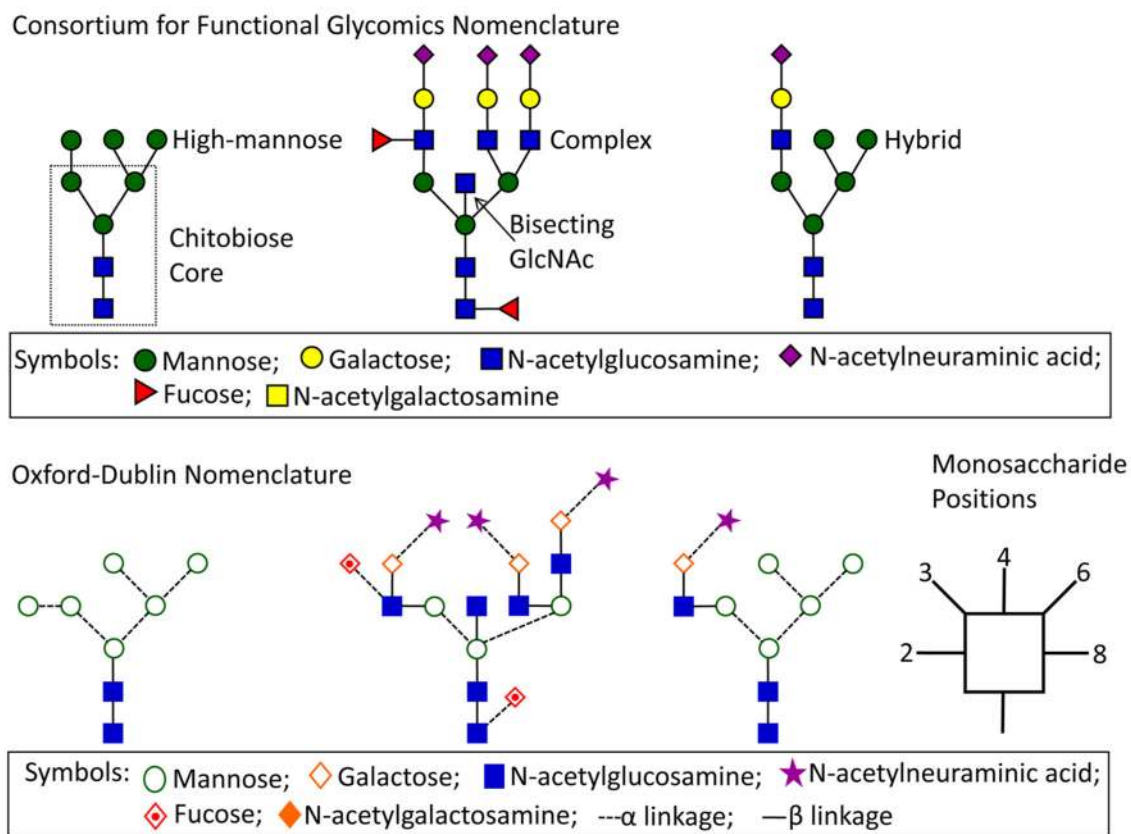 Consortium for Functional Glycomics Nomenclature
High-mannose
Complex
Hybrid
Chitobiose
Core
Bisecting
GlcNAc
Symbols: Mannose; Galactose; N-acetylglucosamine; N-acetylneuraminic acid;
Fucose; N-acetylgalactosamine
Oxford-Dublin Nomenclature
Monosaccharide
Positions
3
4
6
2
8
Symbols: Mannose; Galactose; N-acetylglucosamine; N-acetylneuraminic acid;
Fucose; N-acetylgalactosamine; ---α linkage; —β linkage